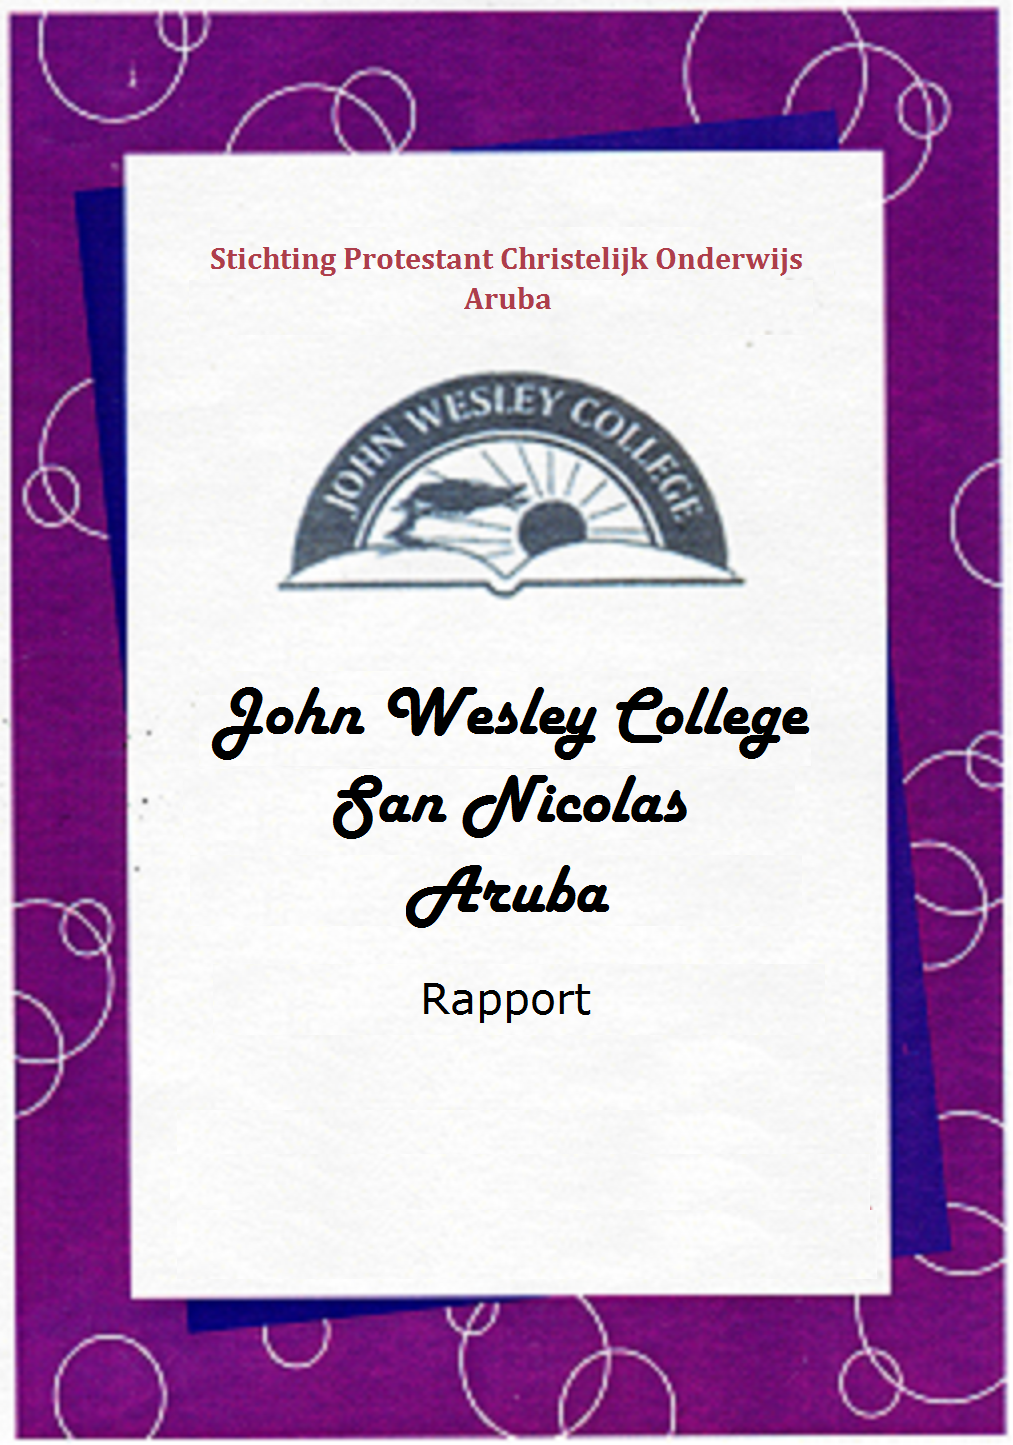 Stichting Protestant Christelijk Onderwijs
Aruba
JOHN WESLEY COLLEGE
John Wesley College
San Nicolas
Aruba
Rapport